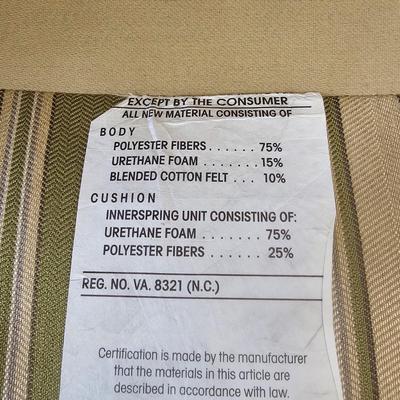 EXCEPT BY THE CONSUMER
ALL NEW MATERIAL CONSISTING OF
BODY
POLYESTER FIBERS . . . . . . 75%
URETHANE FOAM . . . . . . . 15%
BLENDED COTTON FELT . . . 10%
CUSHION
INNERSPRING UNIT CONSISTING OF:
URETHANE FOAM . . . . . . . 75%
POLYESTER FIBERS . . . . . . 25%
REG. NO. VA. 8321 (N.C.)
Certification is made by the manufacturer
that the materials in this article are
described in accordance with law.